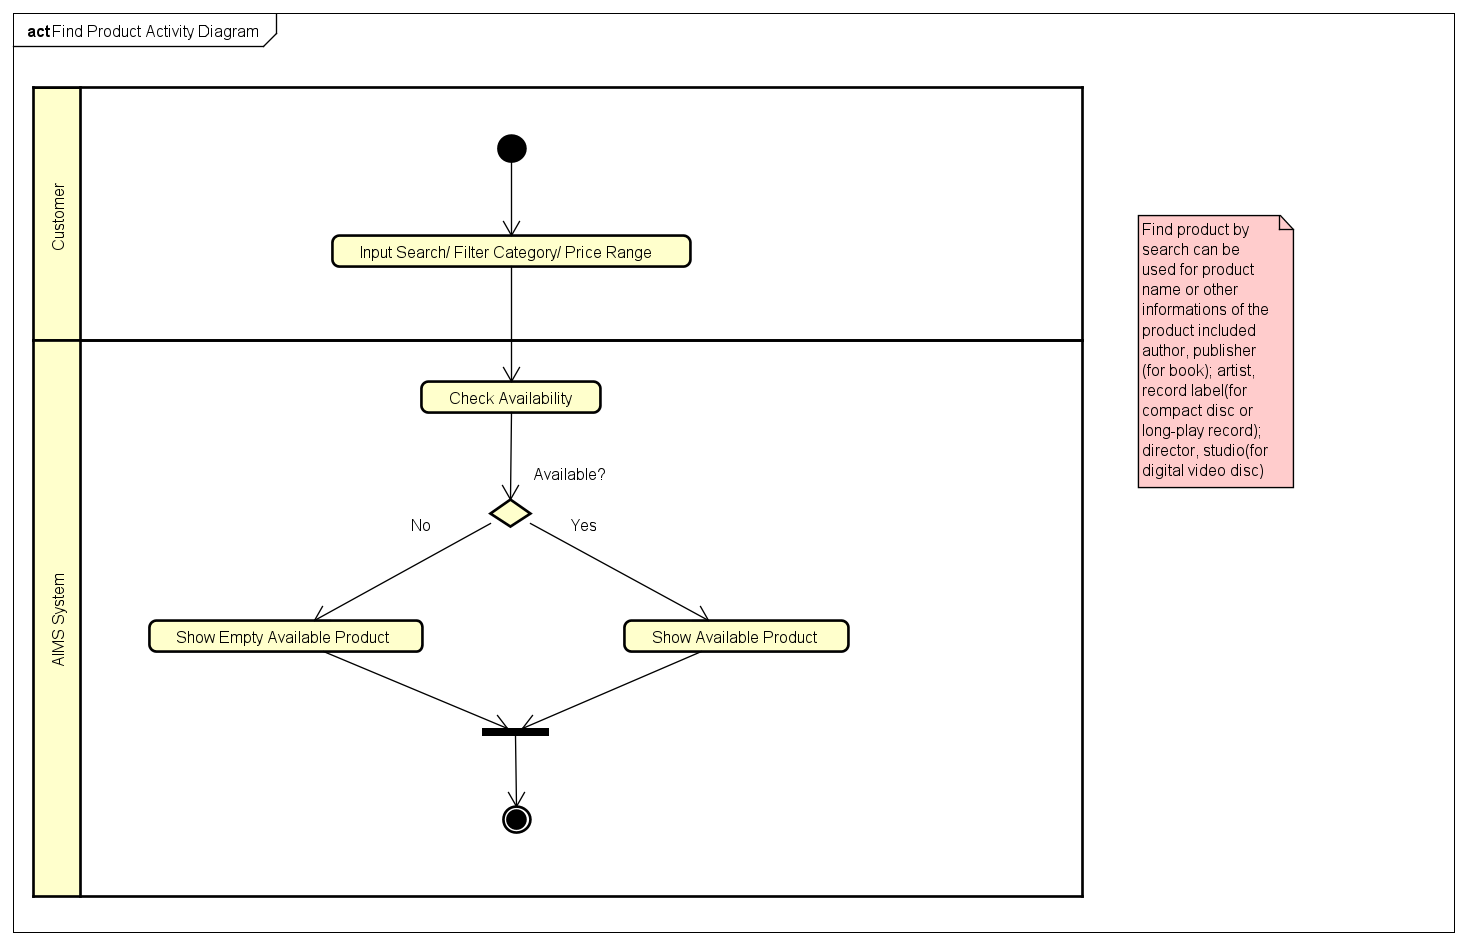 act Find Product Activity Diagram
Customer
Input Search/ Filter Category/ Price Range
Find product by
search can be
used for product
name or other
informations of the
product included
author, publisher
(for book); artist,
record label(for
compact disc or
long-play record);
director, studio(for
digital video disc)
AIMS System
Check Availability
Available?
No
Yes
Show Empty Available Product
Show Available Product